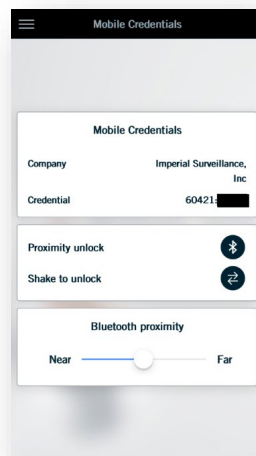 Mobile Credentials
Mobile Credentials
Company Imperial Surveillance,
Inc
Credential 60421:
Proximity unlock
Shake to unlock
Bluetooth proximity
Near Far